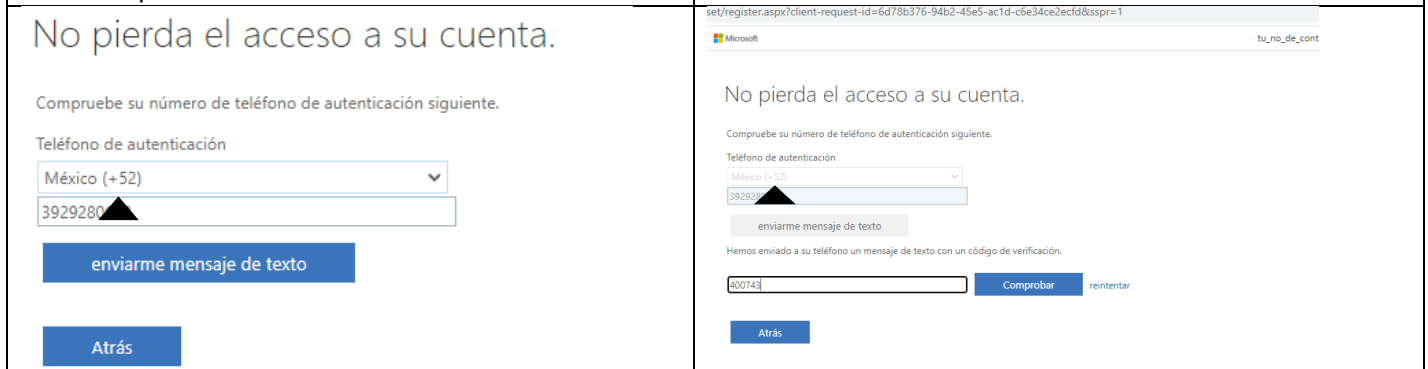 No pierda el acceso a su cuenta.
Compruebe su número de teléfono de autenticación siguiente.
Teléfono de autenticación
México (+52)
3929280
enviarme mensaje de texto
Atrás
set/register.aspx?client-request-id=6d78b376-94b2-45e5-ac1d-c6e34ce2ecfd&sspr=1
Microsoft
tu_no_de_cont
No pierda el acceso a su cuenta.
Compruebe su número de teléfono de autenticación siguiente.
Teléfono de autenticación
México (+52)
392928
enviarme mensaje de texto
Hemos enviado a su teléfono un mensaje de texto con un código de verificación.
400743
Comprobar
reintentar
Atrás